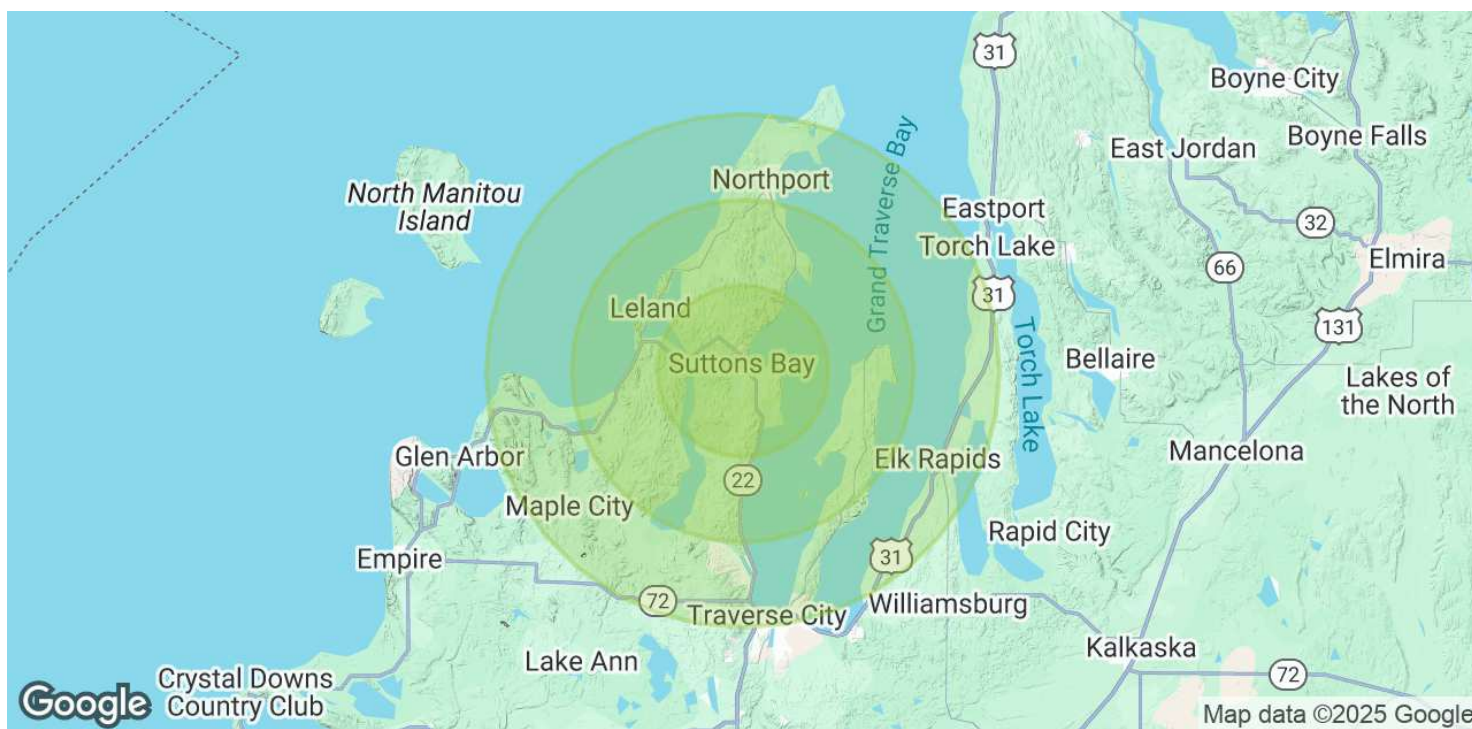 31
Boyne City
Boyne Falls
East Jordan
North Manitou
Island
Northport
Grand Traverse Bay
Eastport
Torch Lake
32
Elmira
66
Leland
31
131
Suttons Bay
Torch Lake
Bellaire
Lakes of
the North
Glen Arbor
Elk Rapids
Mancelona
22
Maple City
Rapid City
Empire
31
72
Traverse City
Williamsburg
Kalkaska
Lake Ann
72
Crystal Downs
Country Club
Google
Map data ©2025 Google